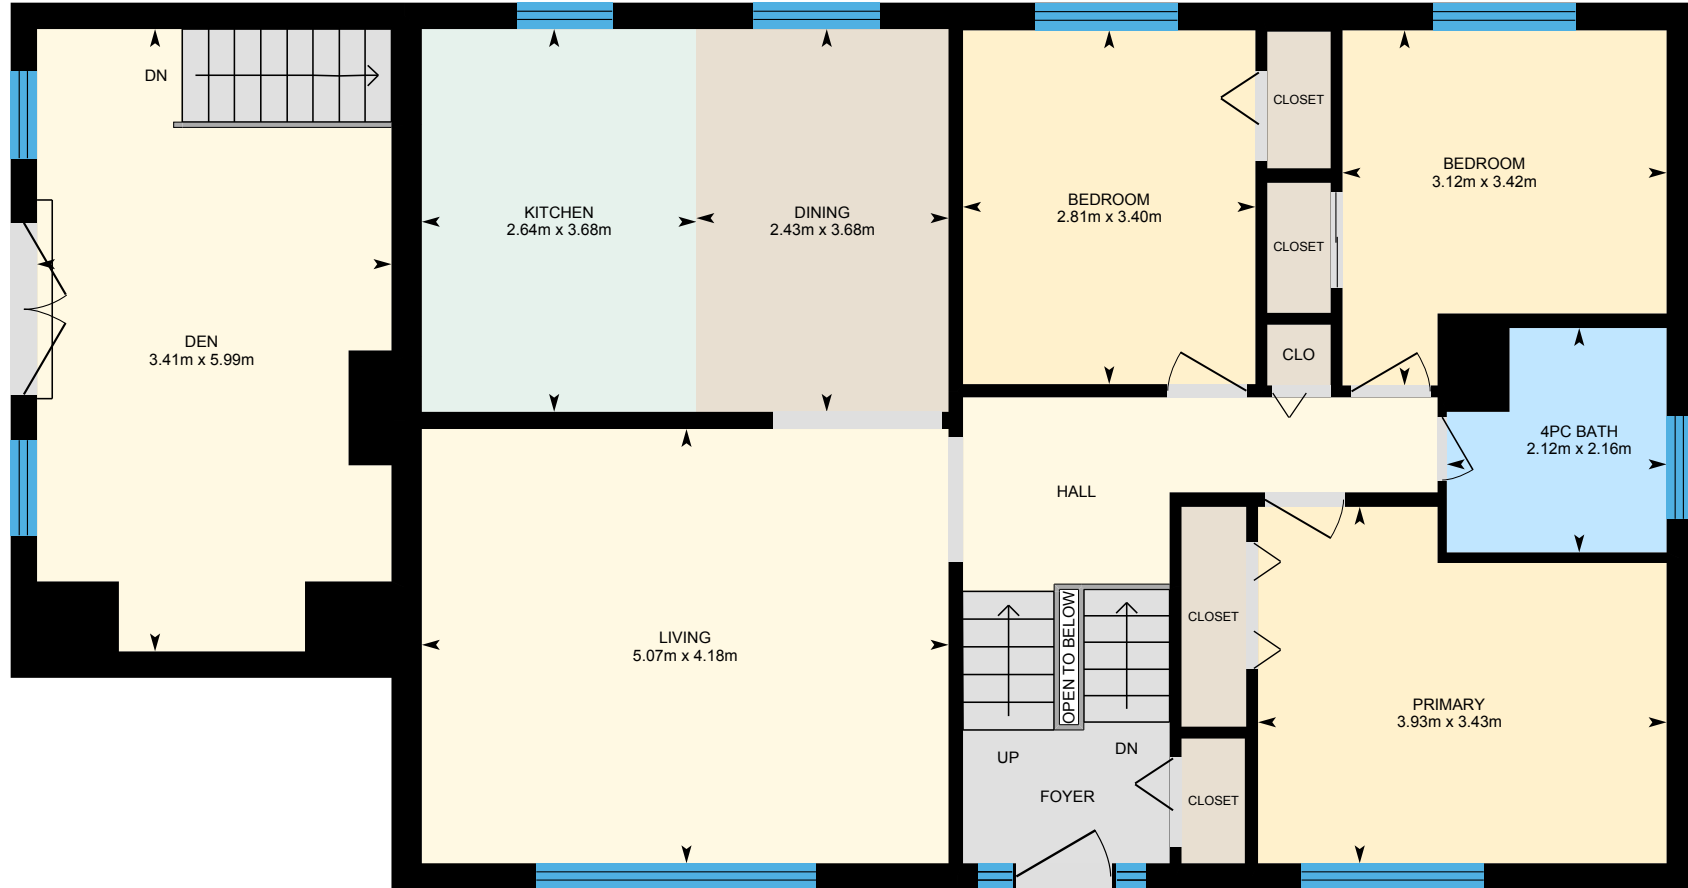 DN
CLOSET
BEDROOM
3.12m x 3.42m
BEDROOM
2.81m x 3.40m
KITCHEN
2.64m x 3.68m
DINING
2.43m x 3.68m
CLOSET
DEN
3.41m x 5.99m
CLO
4PC BATH
2.12m x 2.16m
HALL
CLOSET
OPEN TO BELOW
LIVING
5.07m x 4.18m
PRIMARY
3.93m x 3.43m
UP
DN
FOYER
CLOSET